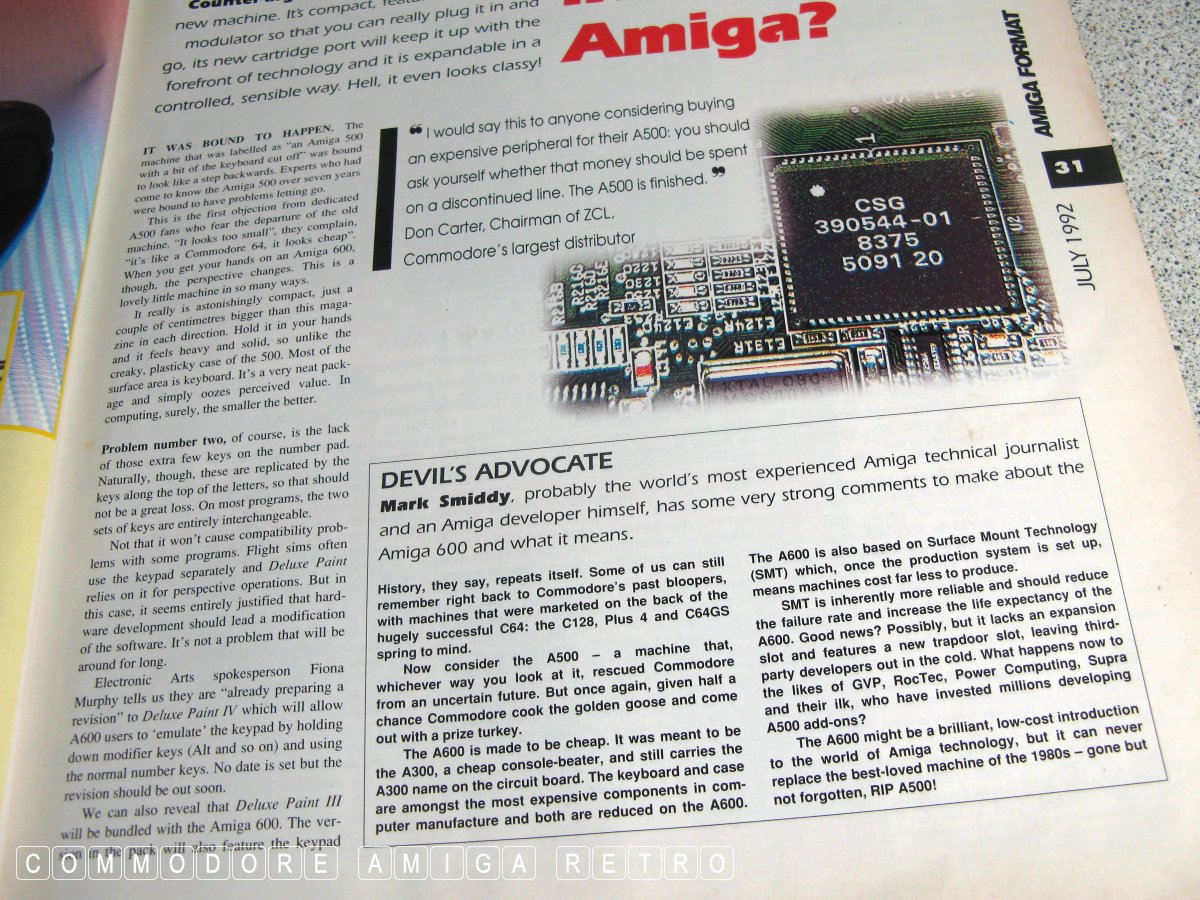 new machine. It's compact,
modulator so that you can really plug it in and
go, its new cartridge port will keep it up with the
forefront of technology and it is expandable in a
controlled, sensible way. Hell, it even looks classy!
Amiga?
IT WAS BOUND TO HAPPEN. The
machine that was labelled as "an Amiga 500
with a bit of the keyboard cut off" was bound
to look like a step backwards. Experts who had
come to know the Amiga 500 over seven years
were bound to have problems letting go.
This is the first objection from dedicated
A500 fans who fear the departure of the old
machine. "It looks too small", they complain,
"it's like a Commodore 64, it looks cheap".
When you get your hands on an Amiga 600,
though, the perspective changes. This is a
lovely little machine in so many ways.
It really is astonishingly compact, just a
couple of centimetres bigger than this maga-
zine in each direction. Hold it in your hands
and it feels heavy and solid, so unlike the
creaky, plasticky case of the 500. Most of the
surface area is keyboard. It's a very neat pack-
age and simply oozes perceived value. In
computing, surely, the smaller the better.
Problem number two, of course, is the lack
of those extra few keys on the number pad.
Naturally, though, these are replicated by the
keys along the top of the letters, so that should
not be a great loss. On most programs, the two
sets of keys are entirely interchangeable.
Not that it won't cause compatibility prob-
lems with some programs. Flight sims often
use the keypad separately and Deluxe Paint
relies on it for perspective operations. But in
this case, it seems entirely justified that hard-
ware development should lead a modification
of the software. It's not a problem that will be
around for long.
Electronic Arts spokesperson Fiona
Murphy tells us they are "already preparing a
revision" to Deluxe Paint IV which will allow
A600 users to 'emulate' the keypad by holding
down modifier keys (Alt and so on) and using
the normal number keys. No date is set but the
revision should be out soon.
We can also reveal that Deluxe Paint III
will be bundled with the Amiga 600. The ver-
sion in the pack will also feature the keypad
❝ I would say this to anyone considering buying
an expensive peripheral for their A500: you should
ask yourself whether that money should be spent
on a discontinued line. The A500 is finished. ❞
Don Carter, Chairman of ZCL,
Commodore's largest distributor
1
CSG
390544-01
8375
5091 20
U2
E121R
AMIGA FORMAT
31
JULY 1992
DEVIL'S ADVOCATE
Mark Smiddy, probably the world's most experienced Amiga technical journalist
and an Amiga developer himself, has some very strong comments to make about the
Amiga 600 and what it means.
History, they say, repeats itself. Some of us can still
remember right back to Commodore's past bloopers,
with machines that were marketed on the back of the
hugely successful C64: the C128, Plus 4 and C64GS
spring to mind.
Now consider the A500 – a machine that,
whichever way you look at it, rescued Commodore
from an uncertain future. But once again, given half a
chance Commodore cook the golden goose and come
out with a prize turkey.
The A600 is made to be cheap. It was meant to be
the A300, a cheap console-beater, and still carries the
A300 name on the circuit board. The keyboard and case
are amongst the most expensive components in com-
puter manufacture and both are reduced on the A600.
The A600 is also based on Surface Mount Technology
(SMT) which, once the production system is set up,
means machines cost far less to produce.
SMT is inherently more reliable and should reduce
the failure rate and increase the life expectancy of the
A600. Good news? Possibly, but it lacks an expansion
slot and features a new trapdoor slot, leaving third-
party developers out in the cold. What happens now to
the likes of GVP, RocTec, Power Computing, Supra
and their ilk, who have invested millions developing
A500 add-ons?
The A600 might be a brilliant, low-cost introduction
to the world of Amiga technology, but it can never
replace the best-loved machine of the 1980s – gone but
not forgotten, RIP A500!
COMMODORE AMIGA RETRO